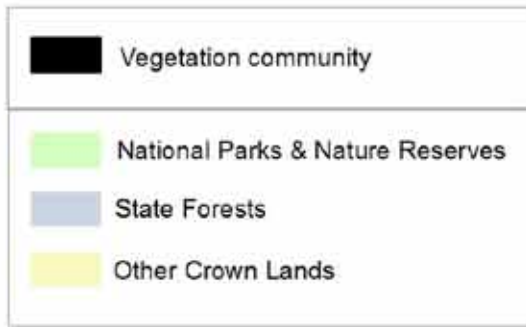 Vegetation community
National Parks & Nature Reserves
State Forests
Other Crown Lands